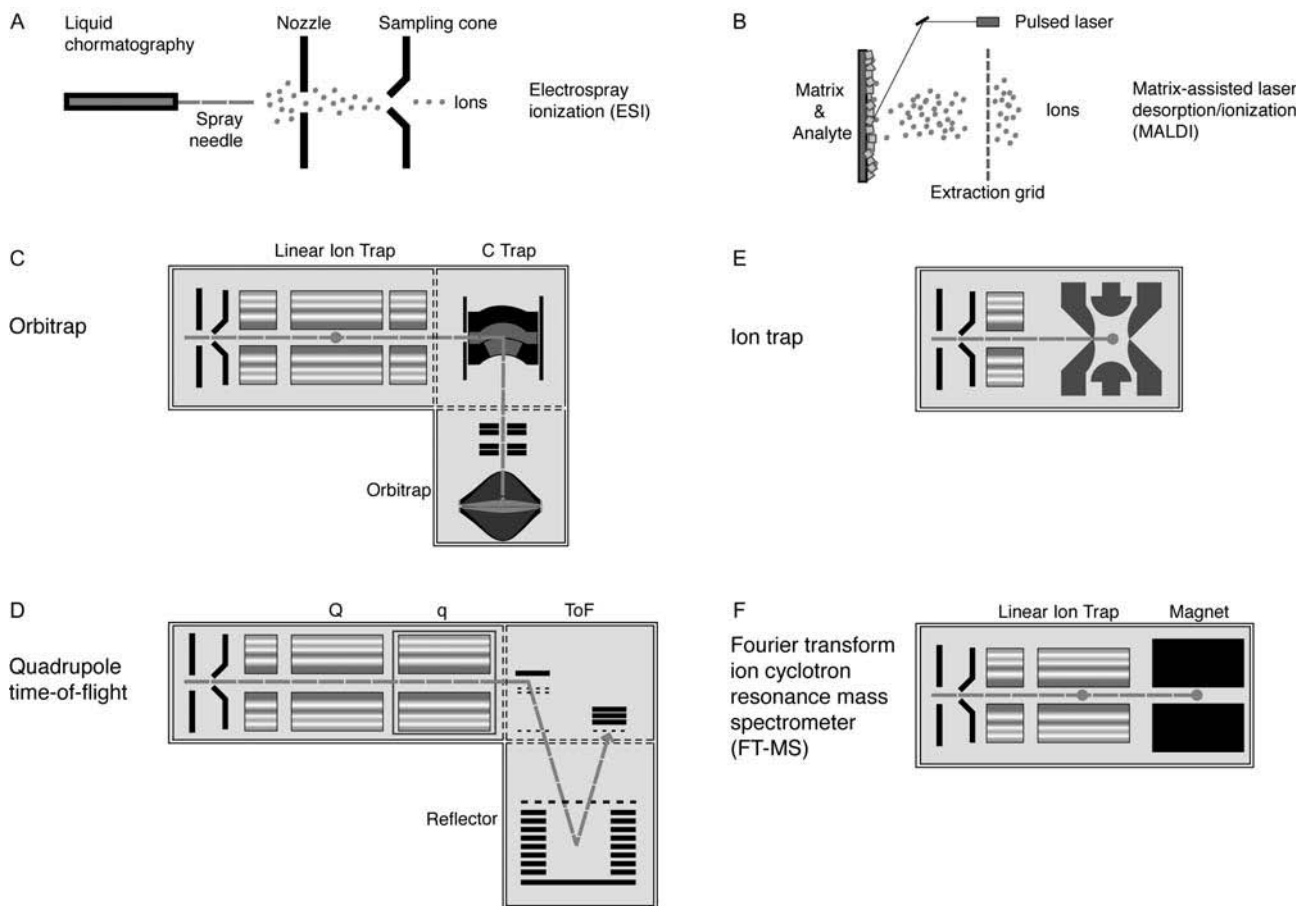 A
Liquid
chormatography
Nozzle
Sampling cone
Spray
needle
Ions
Electrospray
ionization (ESI)
B
Pulsed laser
Matrix
&
Analyte
Ions
Extraction grid
Matrix-assisted laser
desorption/ionization
(MALDI)
C
Orbitrap
Linear Ion Trap
C Trap
Orbitrap
E
Ion trap
D
Quadrupole
time-of-flight
Q
q
ToF
Reflector
F
Fourier transform
ion cyclotron
resonance mass
spectrometer
(FT-MS)
Linear Ion Trap
Magnet